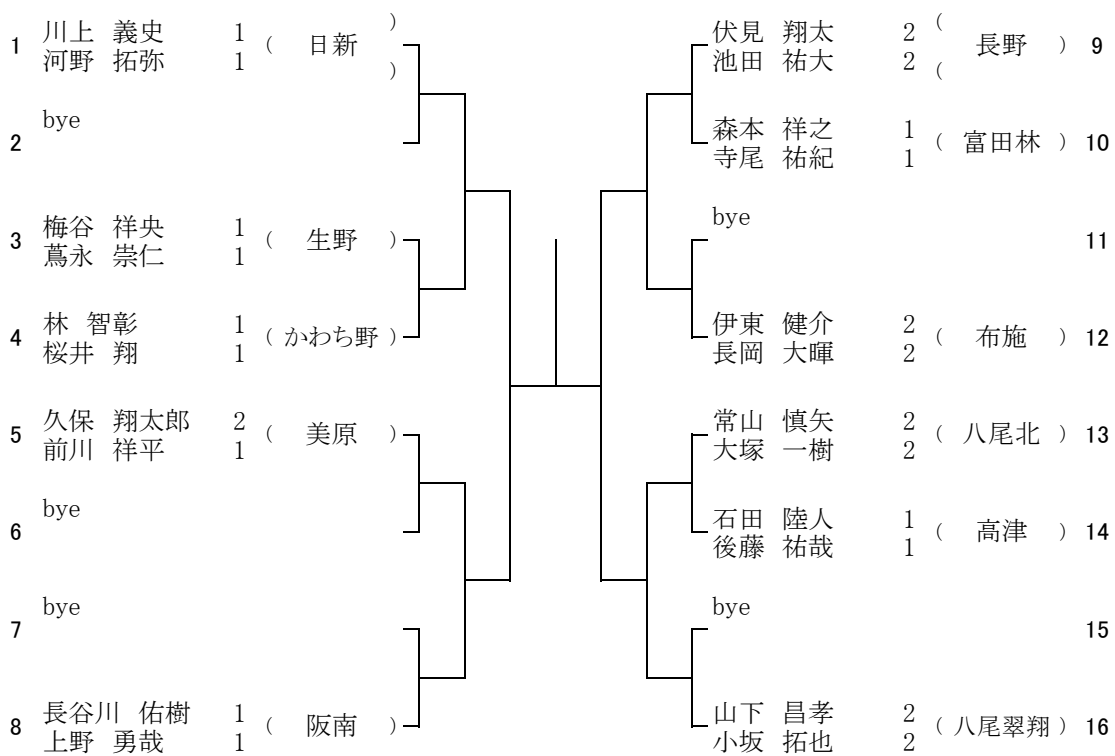 1 川上 義史 1 ( 日新 )
河野 拓弥 1 )
2 bye
3 梅谷 祥央 1 ( 生野 )
蔦永 崇仁 1
4 林 智彰 1 ( かわち野 )
桜井 翔 1
5 久保 翔太郎 2 ( 美原 )
前川 祥平 1
6 bye
7 bye
8 長谷川 佑樹 1 ( 阪南 )
上野 勇哉 1
伏見 翔太 2 ( 長野 ) 9
池田 祐大 2 (
森本 祥之 1 ( 富田林 ) 10
寺尾 祐紀 1
bye 11
伊東 健介 2 ( 布施 ) 12
長岡 大暉 2
常山 慎矢 2 ( 八尾北 ) 13
大塚 一樹 2
石田 陸人 1 ( 高津 ) 14
後藤 祐哉 1
bye 15
山下 昌孝 2 ( 八尾翠翔 ) 16
小坂 拓也 2